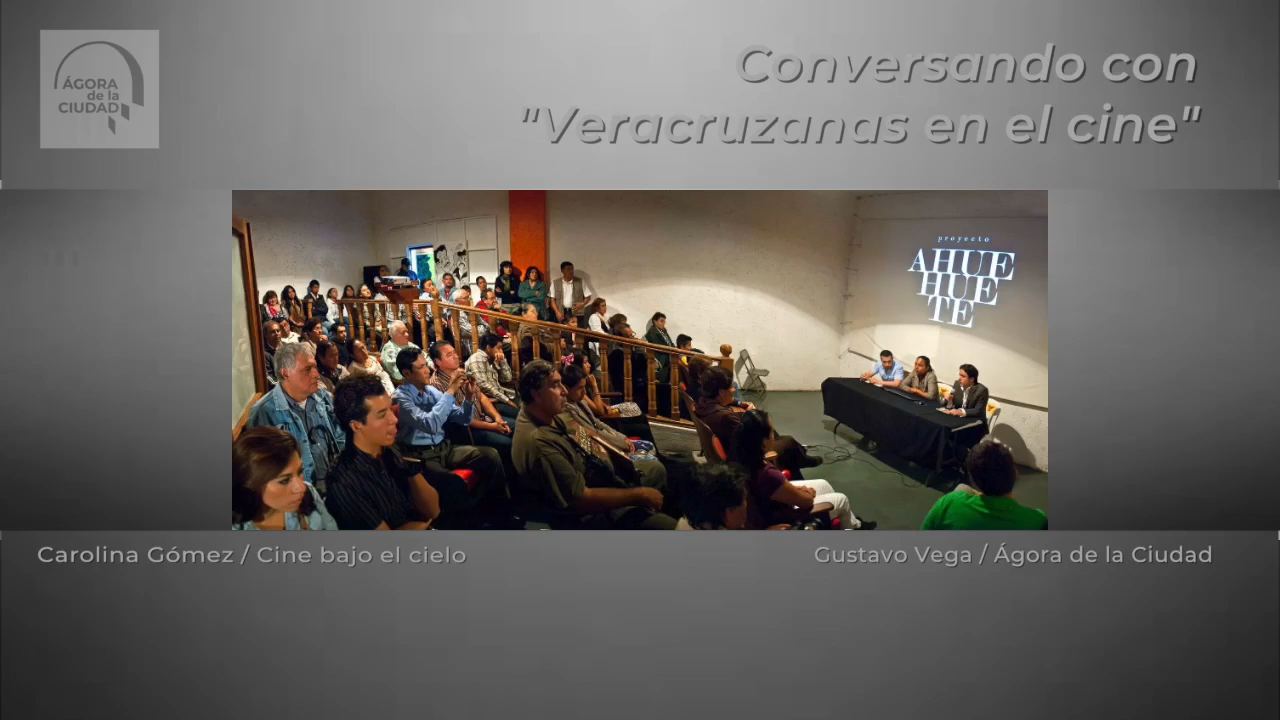 ÁGORA
de la
CIUDAD
Conversando con
"Veracruzanas en el cine"
proyecto
AHUE
HUE
TE
Carolina Gómez / Cine bajo el cielo
Gustavo Vega / Ágora de la Ciudad